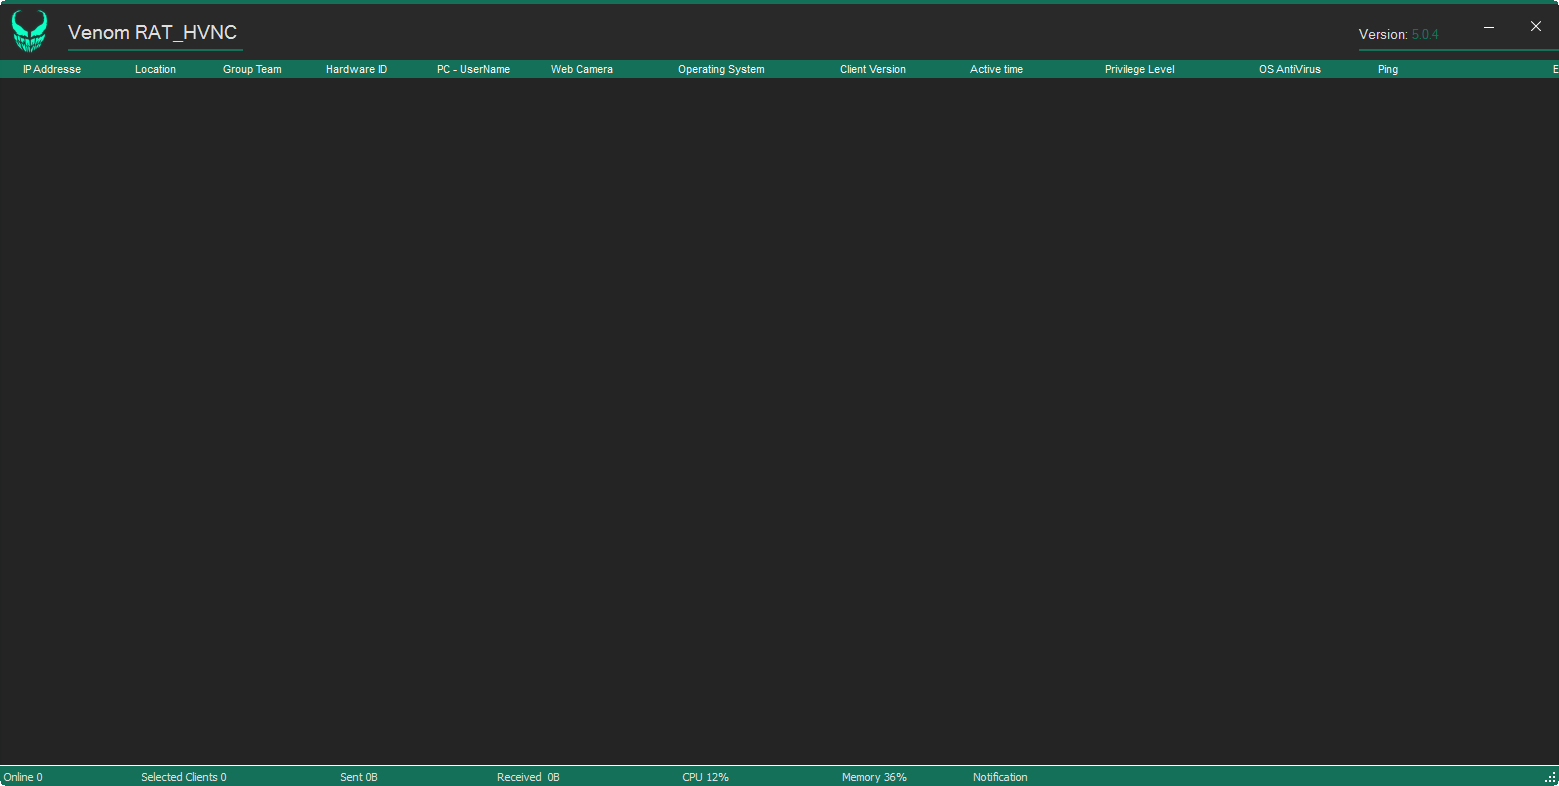 Venom RAT_HVNC
Version: 5.0.4
IP Addresse Location Group Team Hardware ID PC - UserName Web Camera Operating System Client Version Active time Privilege Level OS AntiVirus Ping E
Online 0 Selected Clients 0 Sent 0B Received 0B CPU 12% Memory 36% Notification